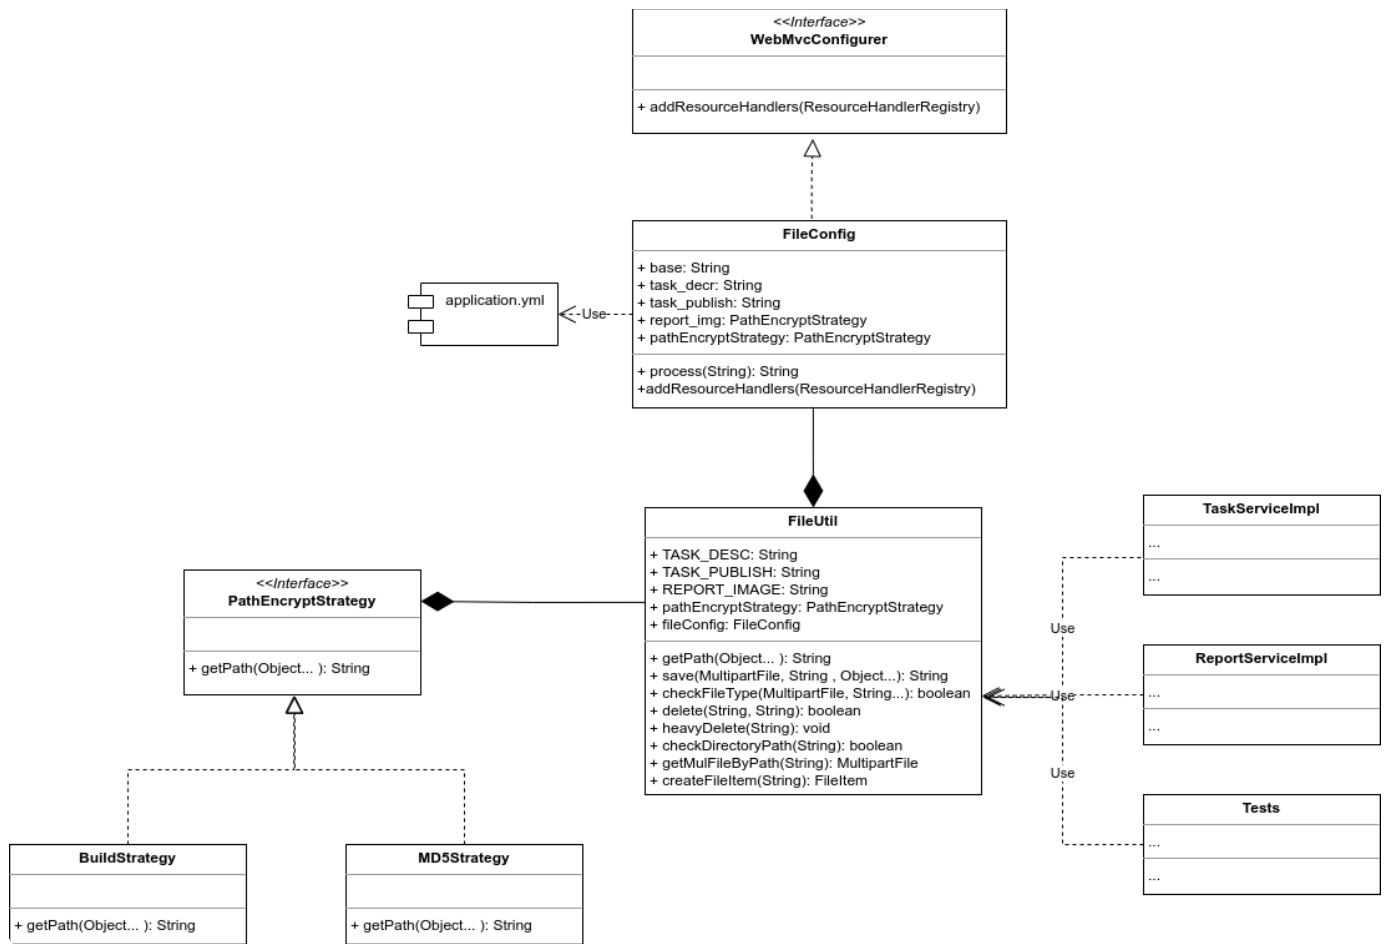 <<Interface>>
WebMvcConfigurer
+ addResourceHandlers(ResourceHandlerRegistry)
FileConfig
+ base: String
+ task_decr: String
+ task_publish: String
+ report_img: PathEncryptStrategy
+ pathEncryptStrategy: PathEncryptStrategy
+ process(String): String
+addResourceHandlers(ResourceHandlerRegistry)
application.yml
Use
FileUtil
+ TASK_DESC: String
+ TASK_PUBLISH: String
+ REPORT_IMAGE: String
+ pathEncryptStrategy: PathEncryptStrategy
+ fileConfig: FileConfig
+ getPath(Object... ): String
+ save(MultipartFile, String , Object...): String
+ checkFileType(MultipartFile, String...): boolean
+ delete(String, String): boolean
+ heavyDelete(String): void
+ checkDirectoryPath(String): boolean
+ getMulFileByPath(String): MultipartFile
+ createFileItem(String): FileItem
TaskServiceImpl
...
...
Use
ReportServiceImpl
...
...
Use
Tests
...
...
Use
<<Interface>>
PathEncryptStrategy
+ getPath(Object... ): String
BuildStrategy
+ getPath(Object... ): String
MD5Strategy
+ getPath(Object... ): String